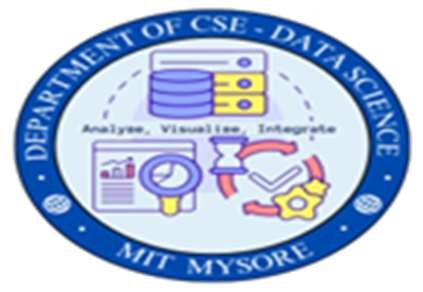 DEPARTMENT OF CSE - DATA SCIENCE
Analyse, Visualise, Integrate
MIT MYSORE